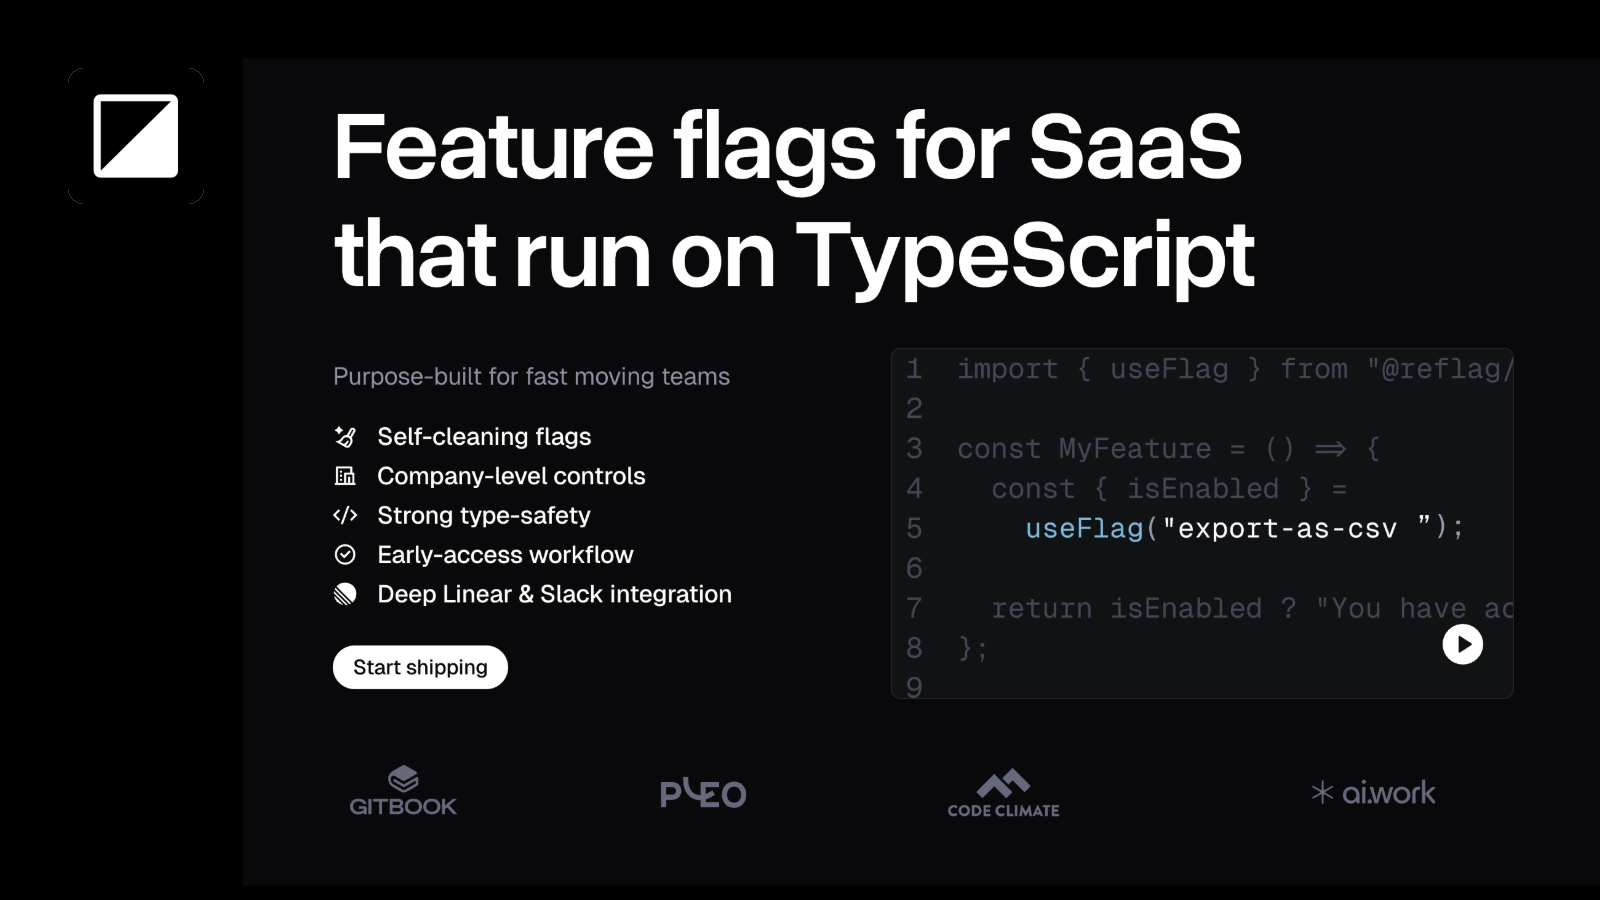 Feature flags for SaaS
that run on TypeScript
Purpose-built for fast moving teams
Self-cleaning flags
Company-level controls
Strong type-safety
Early-access workflow
Deep Linear & Slack integration
Start shipping
1 import { useFlag } from "@reflag/
2
3 const MyFeature = () => {
4 const { isEnabled } =
5 useFlag("export-as-csv ”);
6
7 return isEnabled ? "You have ac
8 };
9
GITBOOK
PLEO
CODE CLIMATE
ai.work